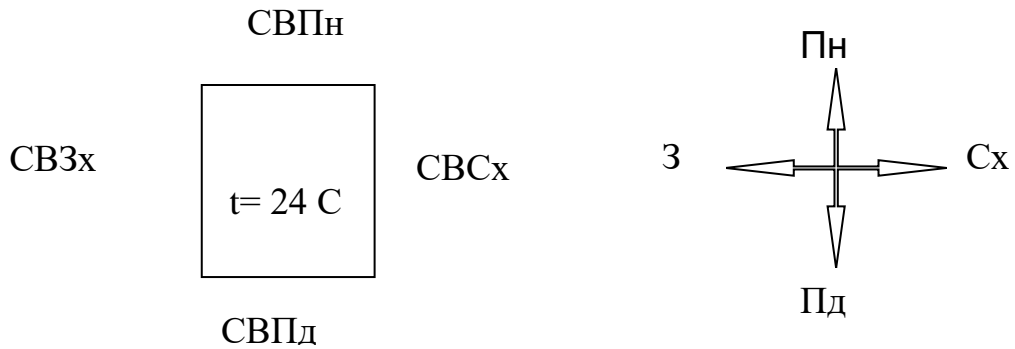 СВПн
СВЗх
t= 24 С
СВСх
СВПд
Пн
З
Сх
Пд